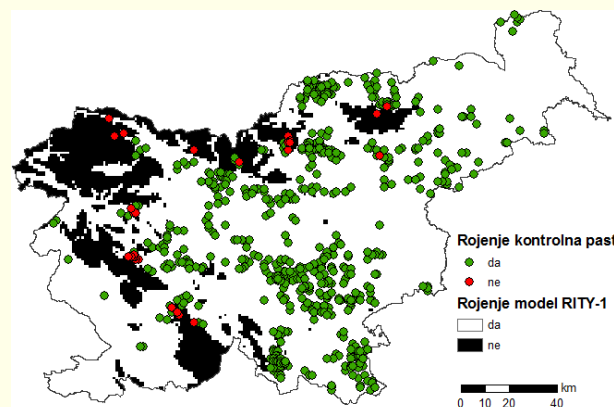 Rojenje kontrolna past
da
ne
Rojenje model RITY-1
da
ne
km
0 10 20 40